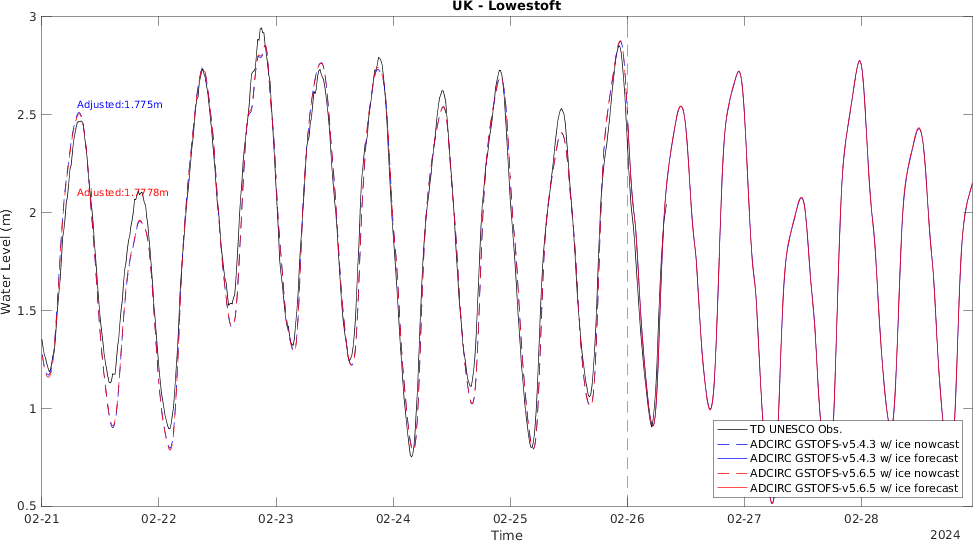 UK - Lowestoft
3
2.5
2
1.5
1
0.5
Water Level (m)
Adjusted:1.775m
Adjusted:1.7778m
TD UNESCO Obs.
ADCIRC GSTOFS-v5.4.3 w/ ice nowcast
ADCIRC GSTOFS-v5.4.3 w/ ice forecast
ADCIRC GSTOFS-v5.6.5 w/ ice nowcast
ADCIRC GSTOFS-v5.6.5 w/ ice forecast
02-21 02-22 02-23 02-24 02-25 02-26 02-27 02-28
Time
2024